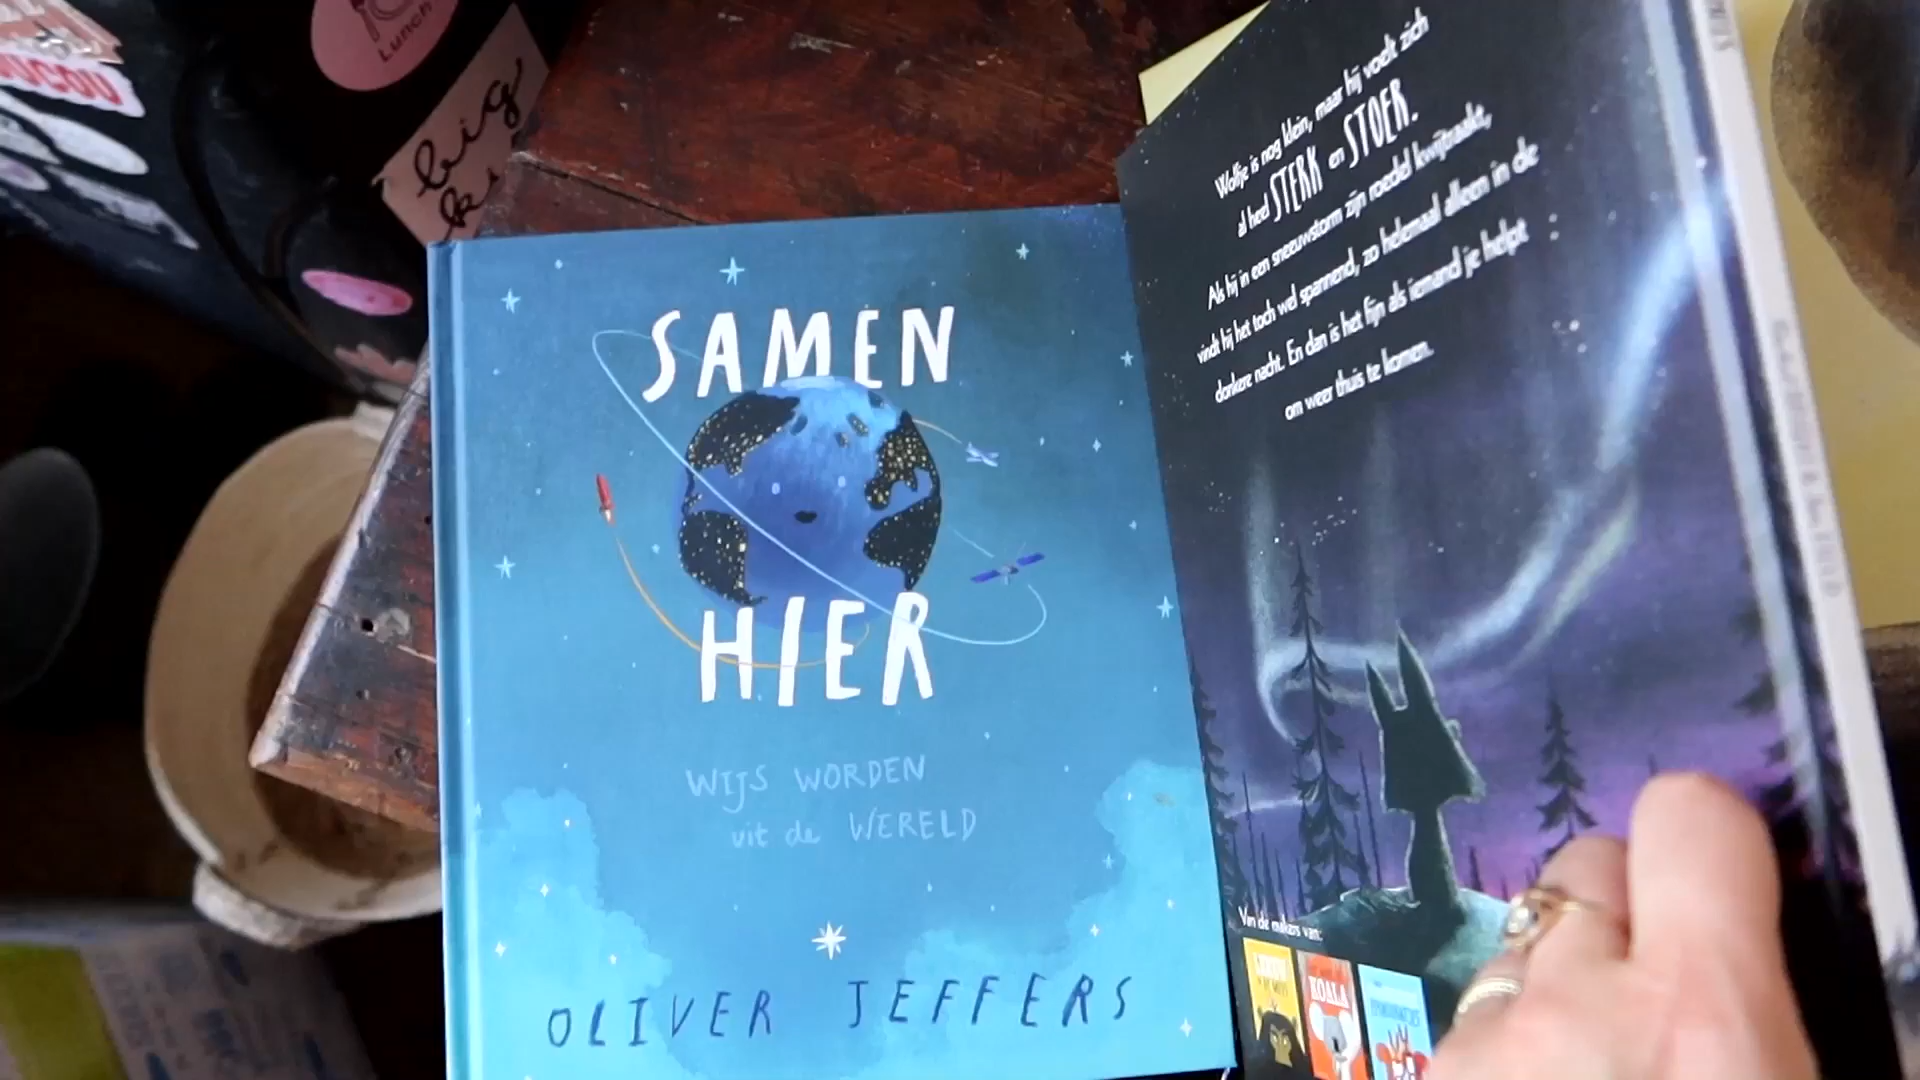 Lunch
big
ki
SAMEN
HIER
WIJS WORDEN
uit de WERELD
OLIVER JEFFERS
Wolfje is nog klein, maar hij voelt zich
al heel STERK en STOER.
Als hij in een sneeuwstorm zijn roedel kwijtraakt,
vindt hij het toch wel spannend, zo helemaal alleen in de
donkere nacht. En dan is het fijn als iemand je helpt
om weer thuis te komen.
Van de makers van:
KOALA